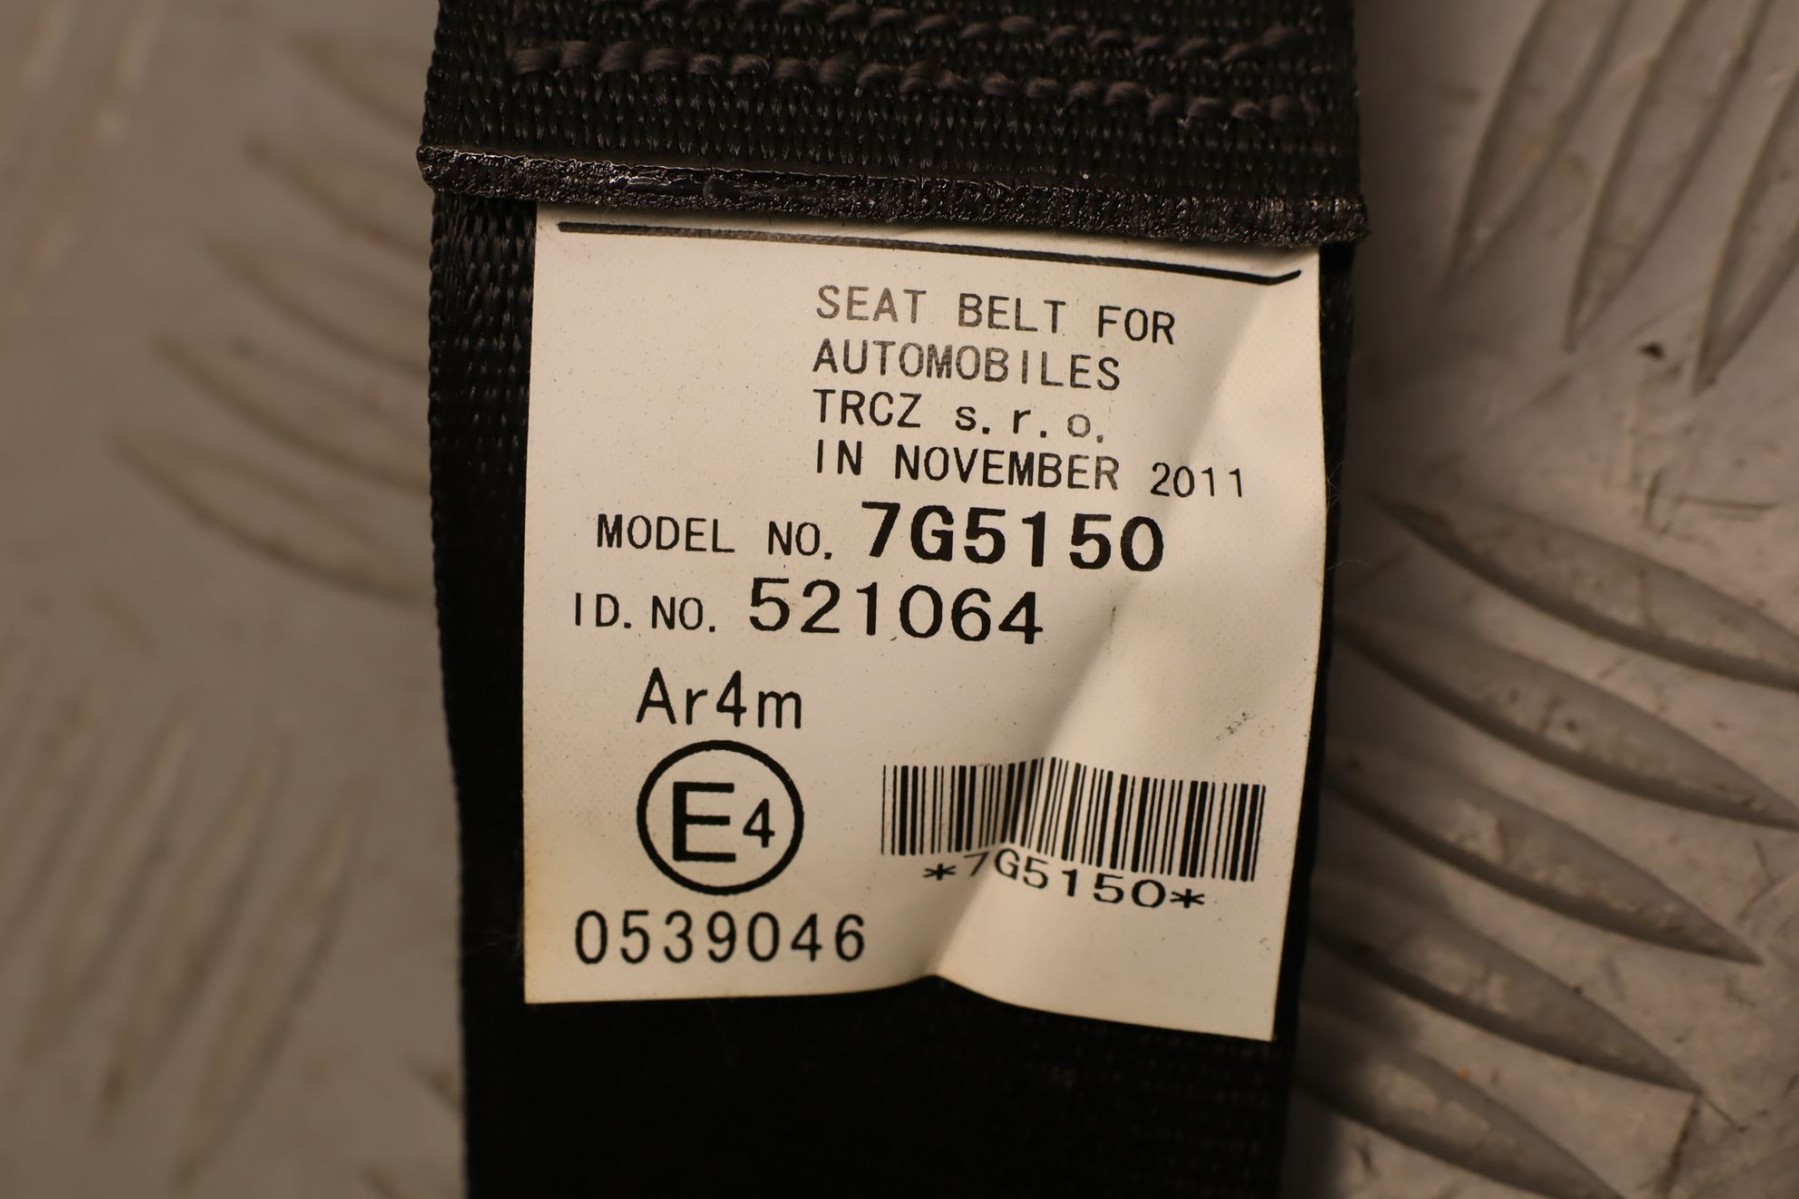 SEAT BELT FOR
AUTOMOBILES
TRCZ s.r.o.
IN NOVEMBER 2011
MODEL NO. 7G5150
ID. NO. 521064
Ar4m
E4
*7G5150*
0539046